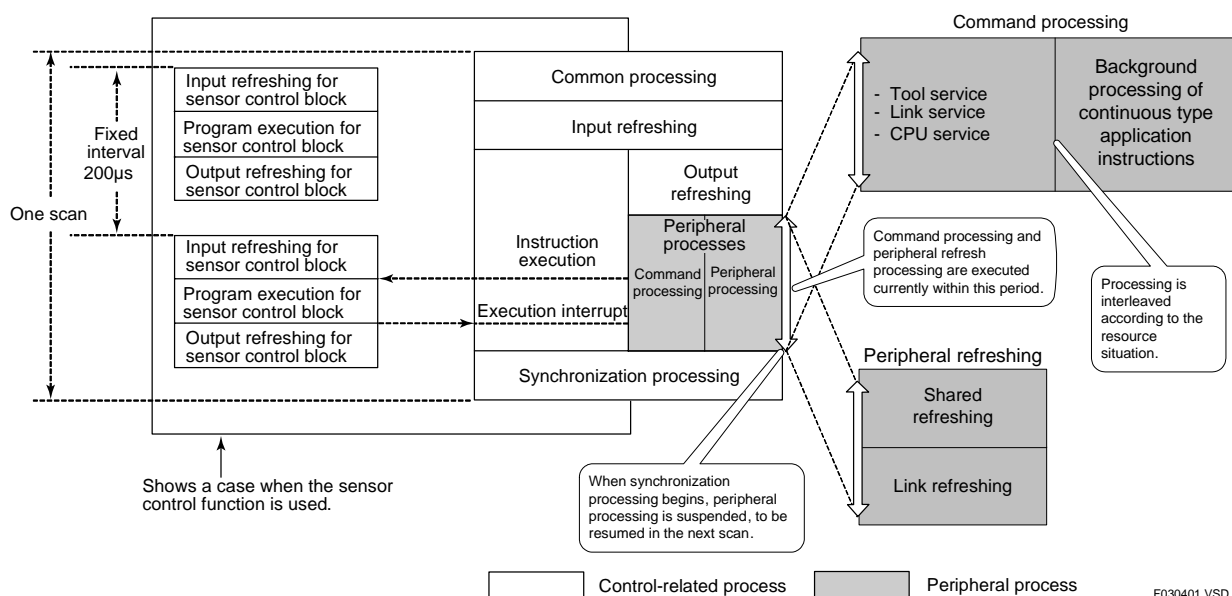 Command processing
Common processing
Input refreshing for
sensor control block
Program execution for
sensor control block
Output refreshing for
sensor control block
Fixed
interval
200µs
One scan
Input refreshing
Output
refreshing
- Tool service
- Link service
- CPU service
Background
processing of
continuous type
application
instructions
Input refreshing for
sensor control block
Program execution for
sensor control block
Output refreshing for
sensor control block
Instruction
execution
Execution interrupt
Peripheral
processes
Command
processing
Peripheral
processing
Command processing and
peripheral refresh
processing are executed
currently within this period.
Processing is
interleaved
according to the
resource
situation.
Synchronization processing
Peripheral refreshing
Shared
refreshing
Link refreshing
Shows a case when the sensor
control function is used.
When synchronization
processing begins, peripheral
processing is suspended, to be
resumed in the next scan.
Control-related process
Peripheral process
F030401.VSD